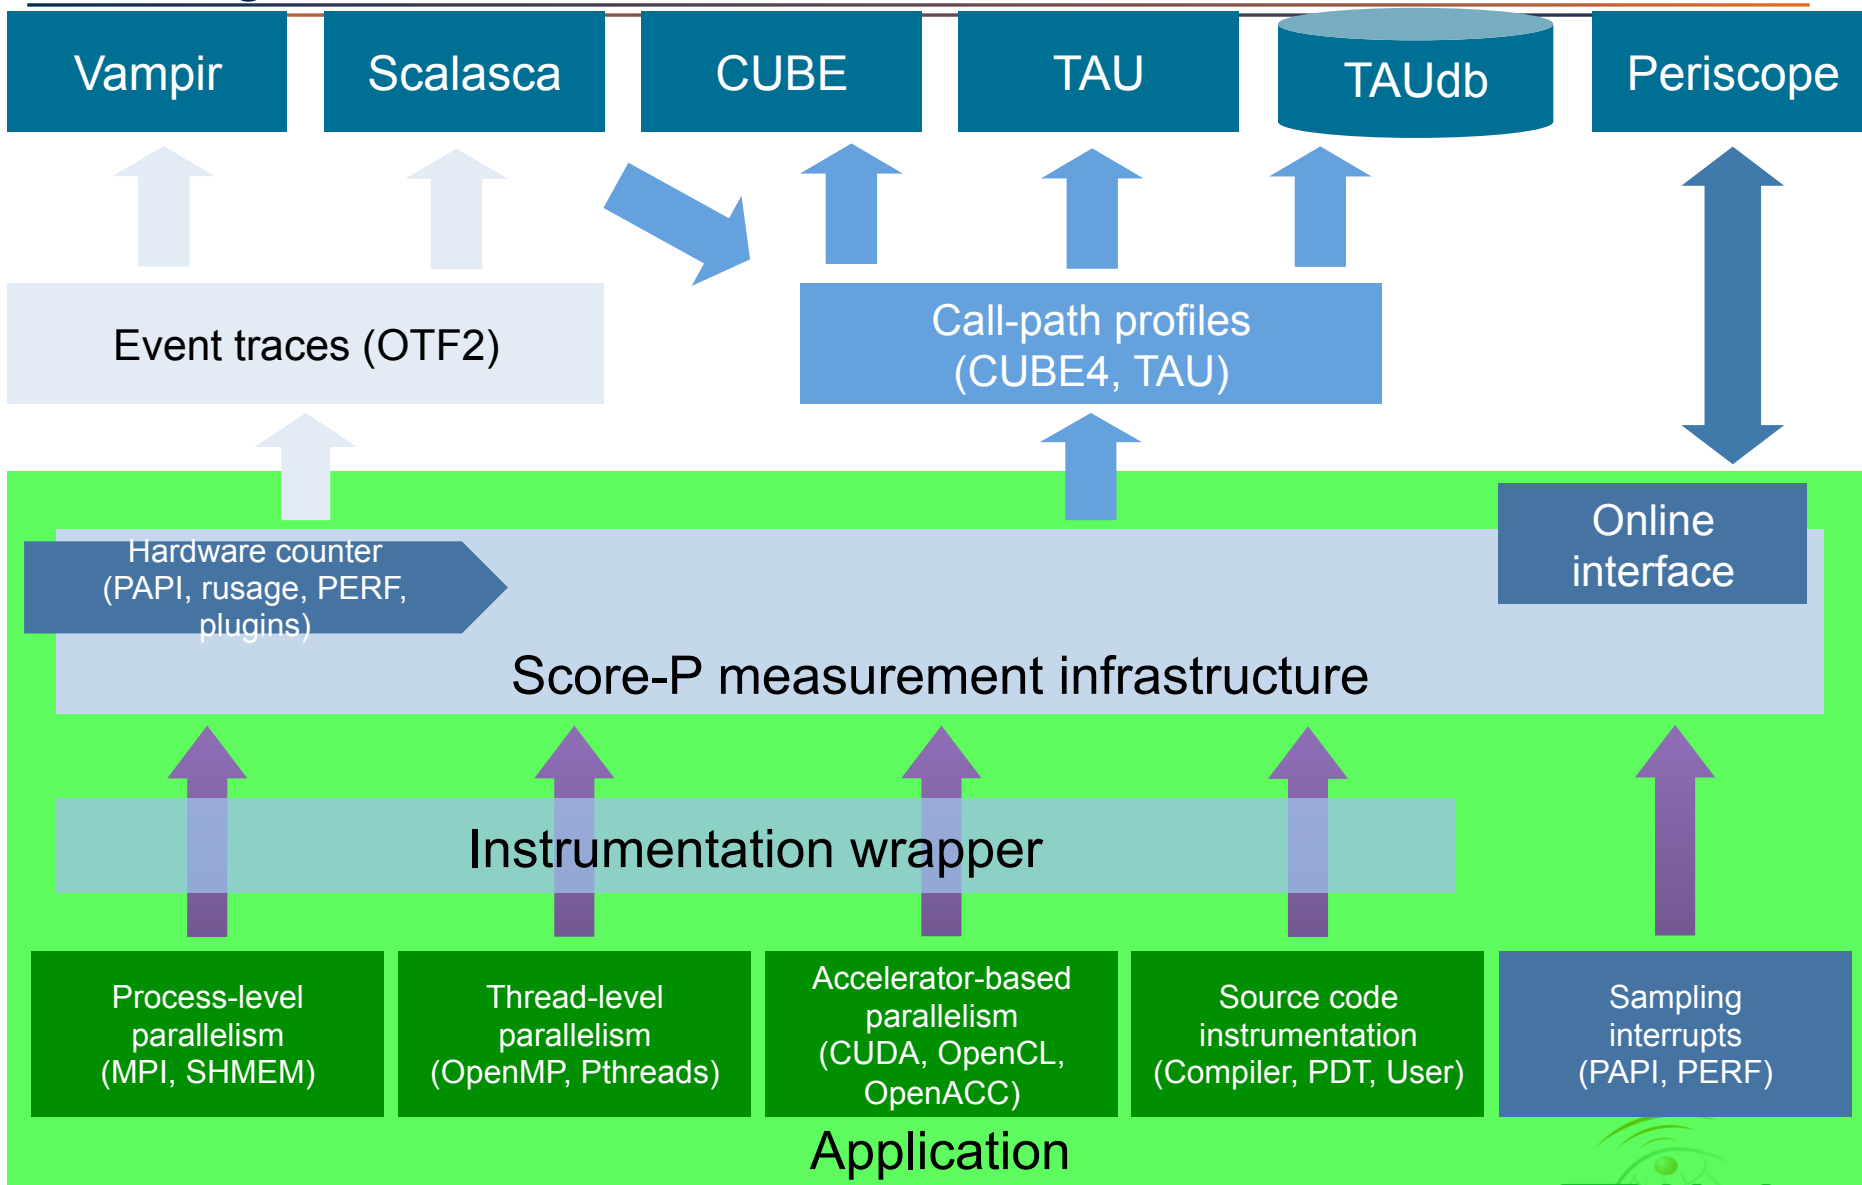 Vampir
Scalasca
CUBE
TAU
TAUdb
Periscope
Event traces (OTF2)
Call-path profiles
(CUBE4, TAU)
Online
interface
Hardware counter
(PAPI, rusage, PERF,
plugins)
Score-P measurement infrastructure
Instrumentation wrapper
Process-level
parallelism
(MPI, SHMEM)
Thread-level
parallelism
(OpenMP, Pthreads)
Accelerator-based
parallelism
(CUDA, OpenCL,
OpenACC)
Source code
instrumentation
(Compiler, PDT, User)
Sampling
interrupts
(PAPI, PERF)
Application